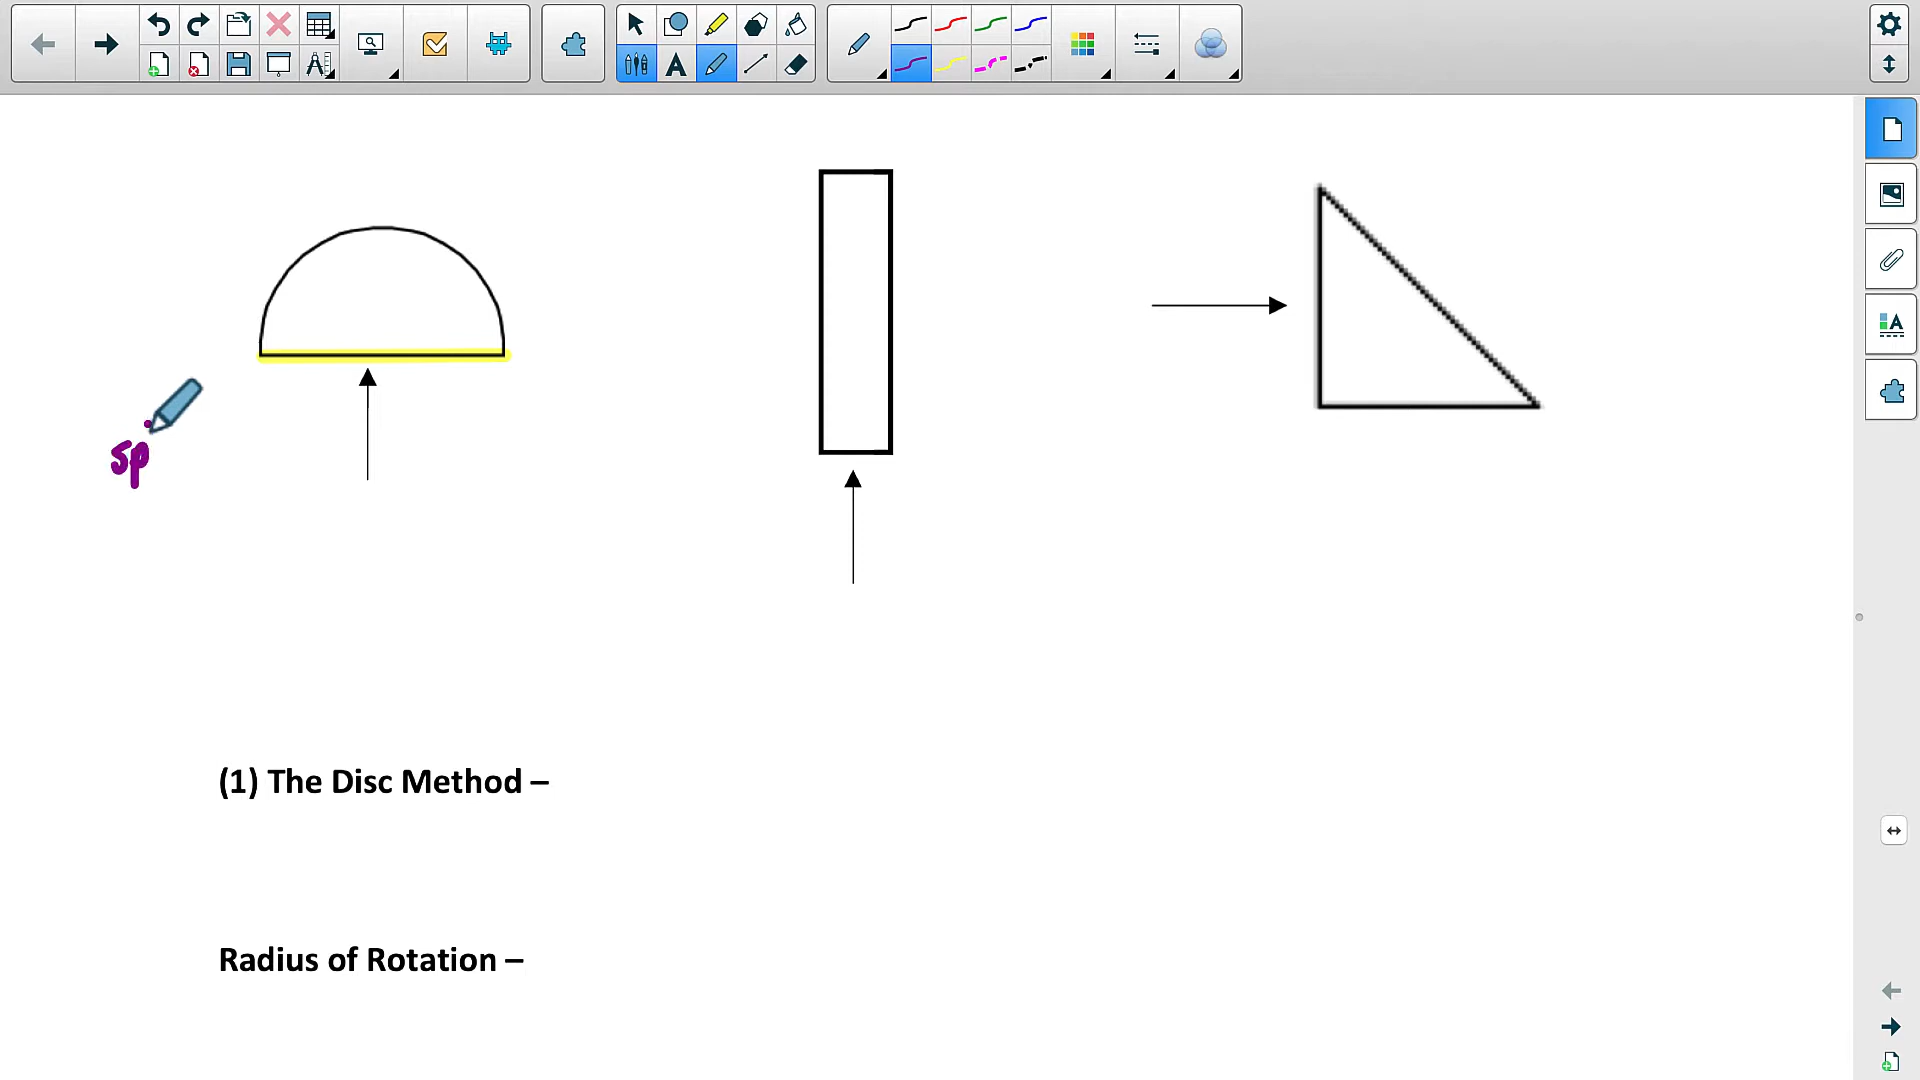 sp
(1) The Disc Method –
Radius of Rotation –